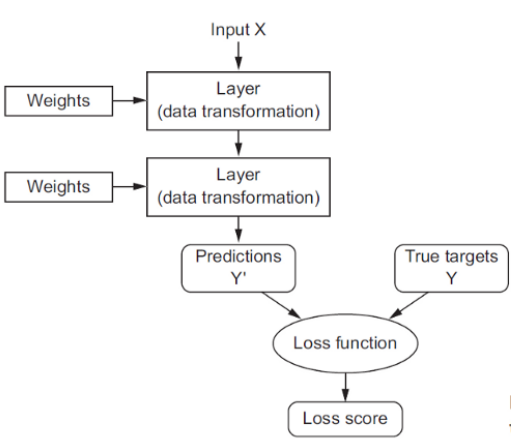 Input X
Layer
(data transformation)
Weights
Layer
(data transformation)
Weights
Predictions
Y'
True targets
Y
Loss function
Loss score